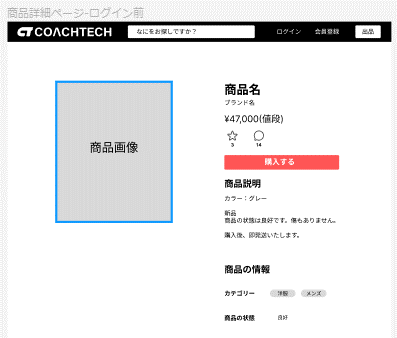 商品詳細ページ-ログイン前
COACHTECH
なにをお探しですか？
ログイン
会員登録
出品
商品画像
商品名
ブランド名
¥47,000(値段)
3
14
購入する
商品説明
カラー：グレー
新品
商品の状態は良好です。傷もありません。
購入後、即発送いたします。
商品の情報
カテゴリー
洋服
メンズ
商品の状態
良好